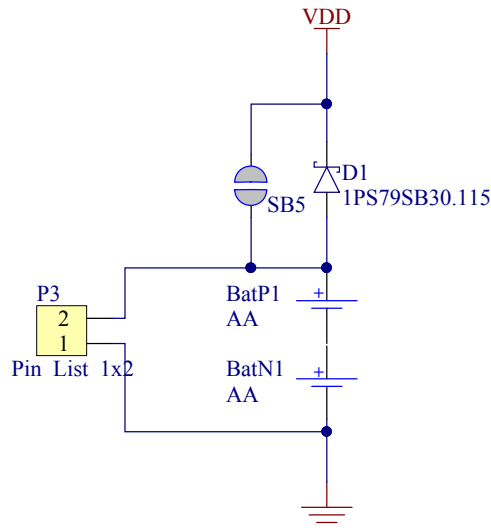 VDD
D1
1PS79SB30.115
SB5
P3
2
1
Pin List 1x2
BatP1
AA
+
BatN1
AA
+